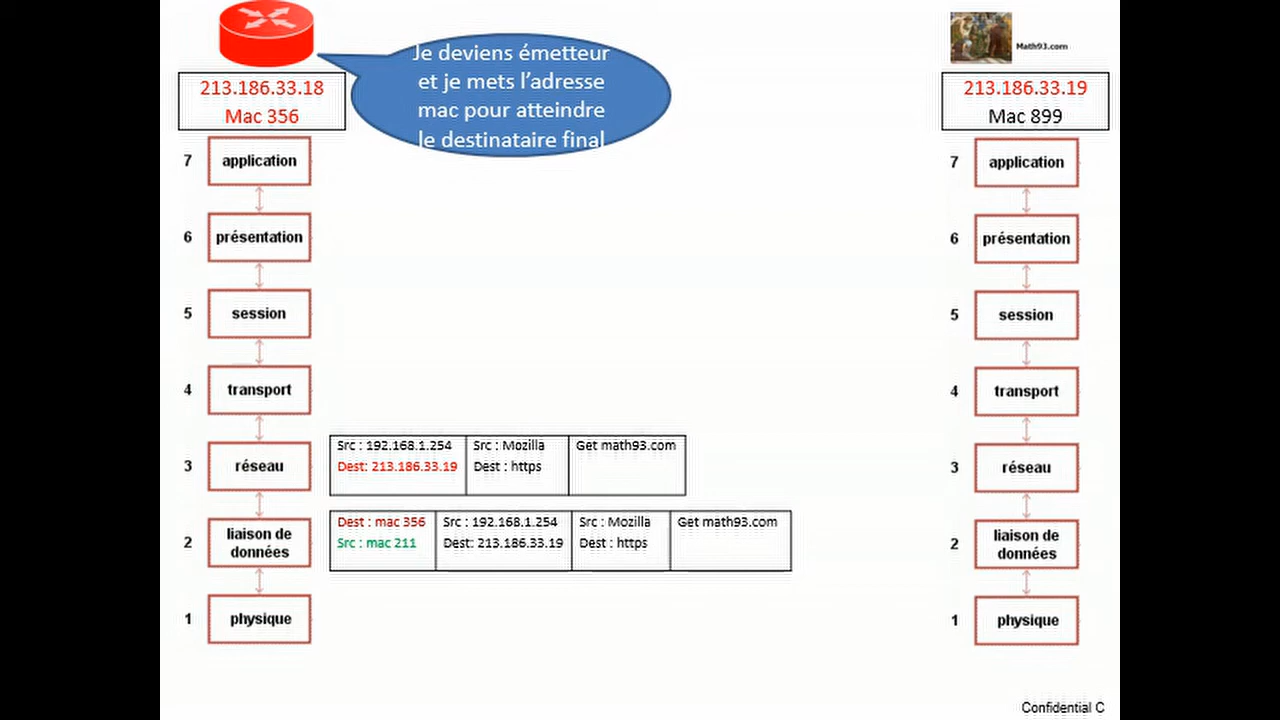 Je deviens émetteur
et je mets l’adresse
mac pour atteindre
le destinataire final
213.186.33.18
Mac 356
Math93.com
213.186.33.19
Mac 899
7
application
6
présentation
5
session
4
transport
3
réseau
2
liaison de
données
1
physique
Src : 192.168.1.254
Dest: 213.186.33.19
Src : Mozilla
Dest : https
Get math93.com
Dest : mac 356
Src : mac 211
Src : 192.168.1.254
Dest: 213.186.33.19
Src : Mozilla
Dest : https
Get math93.com
7
application
6
présentation
5
session
4
transport
3
réseau
2
liaison de
données
1
physique
Confidential C